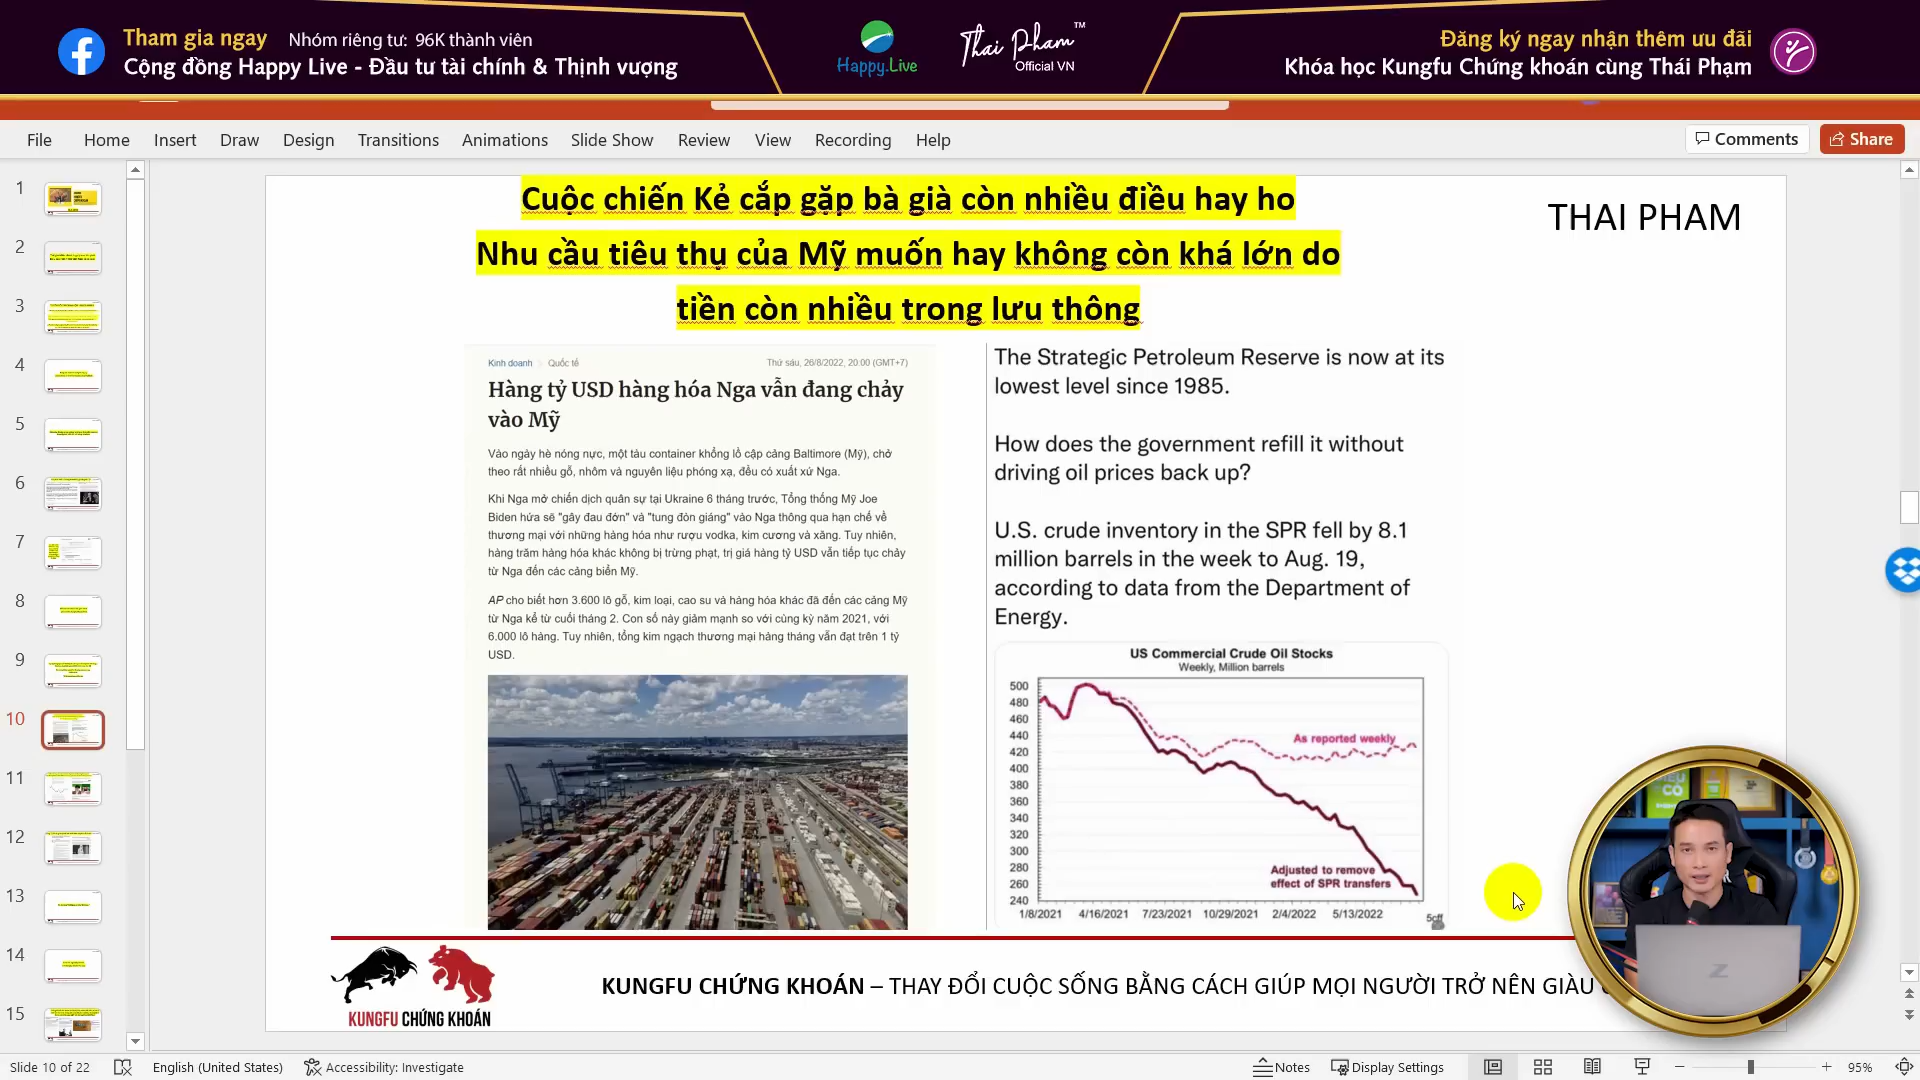 Tham gia ngay Nhóm riêng tư: 96K thành viên
Cộng đồng Happy Live - Đầu tư tài chính & Thịnh vượng
Happy.Live
Thai Pham™
Official VN
Đăng ký ngay nhận thêm ưu đãi
Khóa học Kungfu Chứng khoán cùng Thái Phạm
File Home Insert Draw Design Transitions Animations Slide Show Review View Recording Help
Comments Share
1
2
3
4
5
6
7
8
9
10
11
12
13
14
15
Cuộc chiến Kẻ cắp gặp bà già còn nhiều điều hay ho
Nhu cầu tiêu thụ của Mỹ muốn hay không còn khá lớn do
tiền còn nhiều trong lưu thông
THAI PHAM
Kinh doanh > Quốc tế Thứ sáu, 26/8/2022, 20:00 (GMT+7)
Hàng tỷ USD hàng hóa Nga vẫn đang chảy
vào Mỹ
Vào ngày hè nóng nực, một tàu container khổng lồ cập cảng Baltimore (Mỹ), chở
theo rất nhiều gỗ, nhôm và nguyên liệu phóng xạ, đều có xuất xứ Nga.
Khi Nga mở chiến dịch quân sự tại Ukraine 6 tháng trước, Tổng thống Mỹ Joe
Biden hứa sẽ "gây đau đớn" và "tung đòn giáng" vào Nga thông qua hạn chế về
thương mại với những hàng hóa như rượu vodka, kim cương và xăng. Tuy nhiên,
hàng trăm hàng hóa khác không bị trừng phạt, trị giá hàng tỷ USD vẫn tiếp tục chảy
từ Nga đến các cảng biển Mỹ.
AP cho biết hơn 3.600 lô gỗ, kim loại, cao su và hàng hóa khác đã đến các cảng Mỹ
từ Nga kể từ cuối tháng 2. Con số này giảm mạnh so với cùng kỳ năm 2021, với
6.000 lô hàng. Tuy nhiên, tổng kim ngạch thương mại hàng tháng vẫn đạt trên 1 tỷ
USD.
The Strategic Petroleum Reserve is now at its
lowest level since 1985.
How does the government refill it without
driving oil prices back up?
U.S. crude inventory in the SPR fell by 8.1
million barrels in the week to Aug. 19,
according to data from the Department of
Energy.
US Commercial Crude Oil Stocks
Weekly, Million barrels
500
480
460
440
420
400
380
360
340
320
300
280
260
240
As reported weekly
Adjusted to remove
effect of SPR transfers
1/8/2021 4/16/2021 7/23/2021 10/29/2021 2/4/2022 5/13/2022
KUNGFU CHỨNG KHOÁN
KUNGFU CHỨNG KHOÁN – THAY ĐỔI CUỘC SỐNG BẰNG CÁCH GIÚP MỌI NGƯỜI TRỞ NÊN GIÀU
Slide 10 of 22 English (United States) Accessibility: Investigate
Notes Display Settings 95%